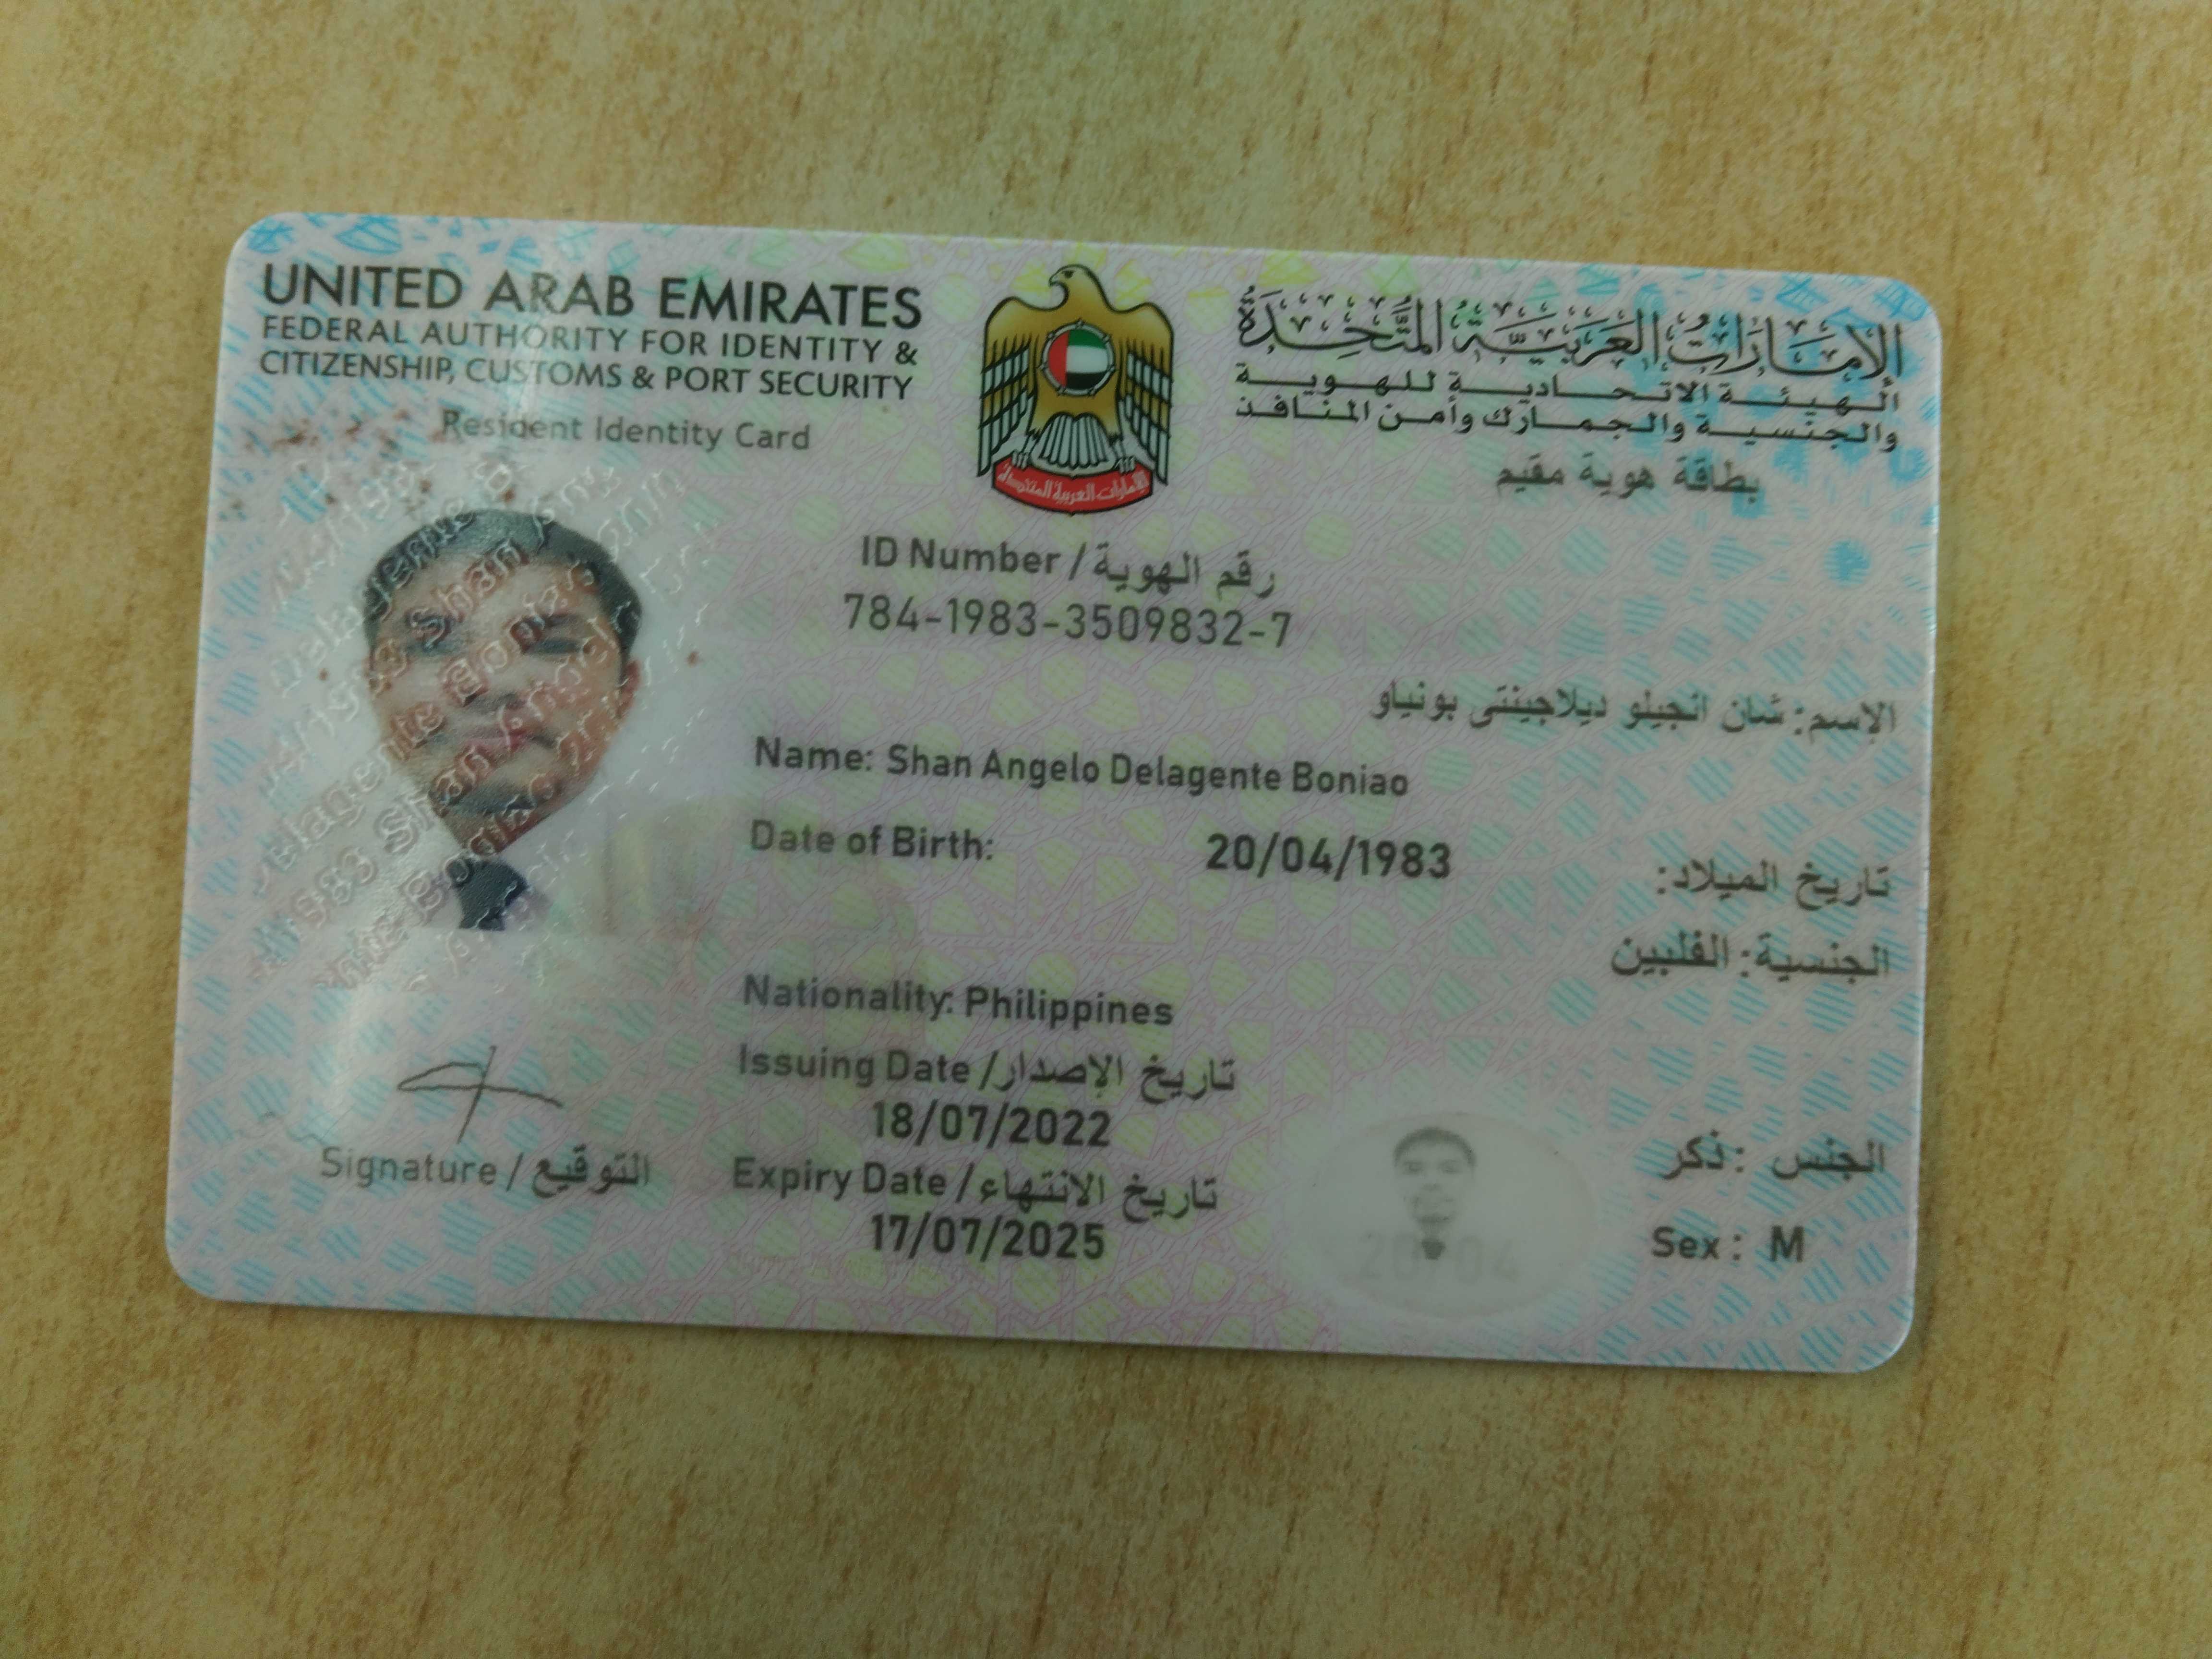 UNITED ARAB EMIRATES
FEDERAL AUTHORITY FOR IDENTITY &
CITIZENSHIP, CUSTOMS & PORT SECURITY
Resident Identity Card
الإمارات العربية المتحدة
الهيئة الاتحادية للهوية
والجنسية والجمارك وأمن المنافذ
بطاقة هوية مقيم
الإمارات العربية المتحدة
ID Number / رقم الهوية
784-1983-3509832-7
الإسم: شان انجيلو ديلاجينتى بونياو
Name: Shan Angelo Delagente Boniao
Date of Birth: 20/04/1983 تاريخ الميلاد:
الجنسية: الفلبين
Nationality: Philippines
Issuing Date / تاريخ الإصدار
18/07/2022
Expiry Date / تاريخ الانتهاء
17/07/2025
Signature / التوقيع
الجنس : ذكر
Sex : M